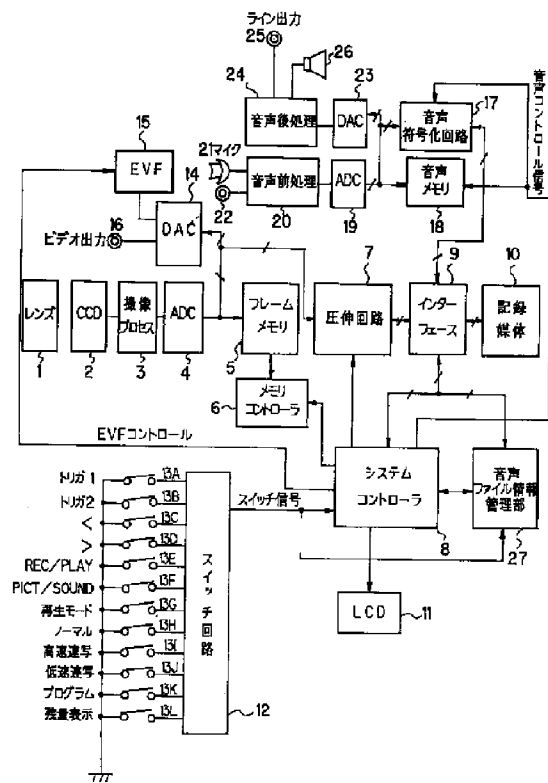 ライン出力
25
26
24
23
音声後処理
DAC
音声
符号化回路
17
音声コントロール信号
15
EVF
21マイク
22
音声前処理
20
ADC
19
音声
メモリ
18
14
DAC
ビデオ出力
16
7
9
10
レンズ
1
CCD
2
撮像
プロセス
3
ADC
4
フレーム
メモリ
5
圧伸回路
インター
フェース
記録
媒体
メモリ
コントローラ
6
EVFコントロール
システム
コントローラ
8
音声
ファイル情報
管理部
27
スイッチ信号
LCD
11
スイッチ回路
12
トリガ1 13A
トリガ2 13B
< 13C
> 13D
REC/PLAY 13E
PICT/SOUND 13F
再生モード 13G
ノーマル 13H
高速連写 13I
低速連写 13J
プログラム 13K
残量表示 13L